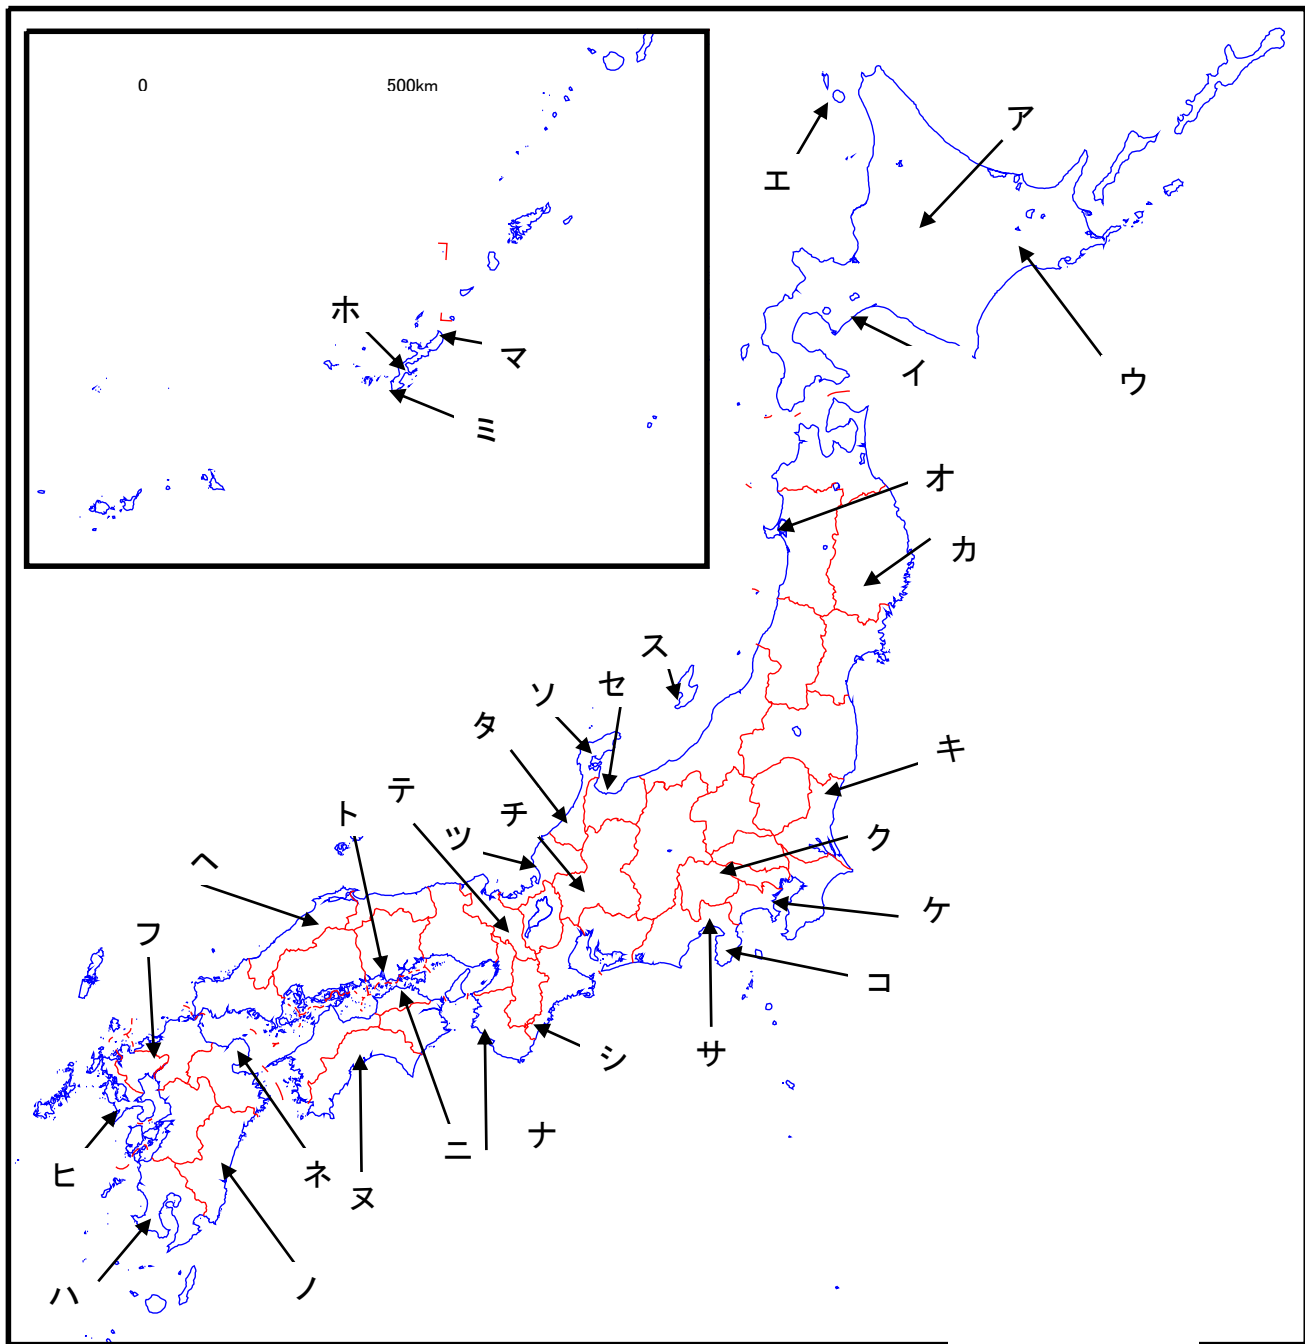 0 500km
ア
エ
ホ
マ
イ
ウ
ミ
オ
カ
ス
セ
ソ
タ
キ
テ
チ
ト
ツ
ク
ヘ
ケ
フ
コ
シ
サ
ナ
ニ
ネ
ヒ
ヌ
ハ
ノ